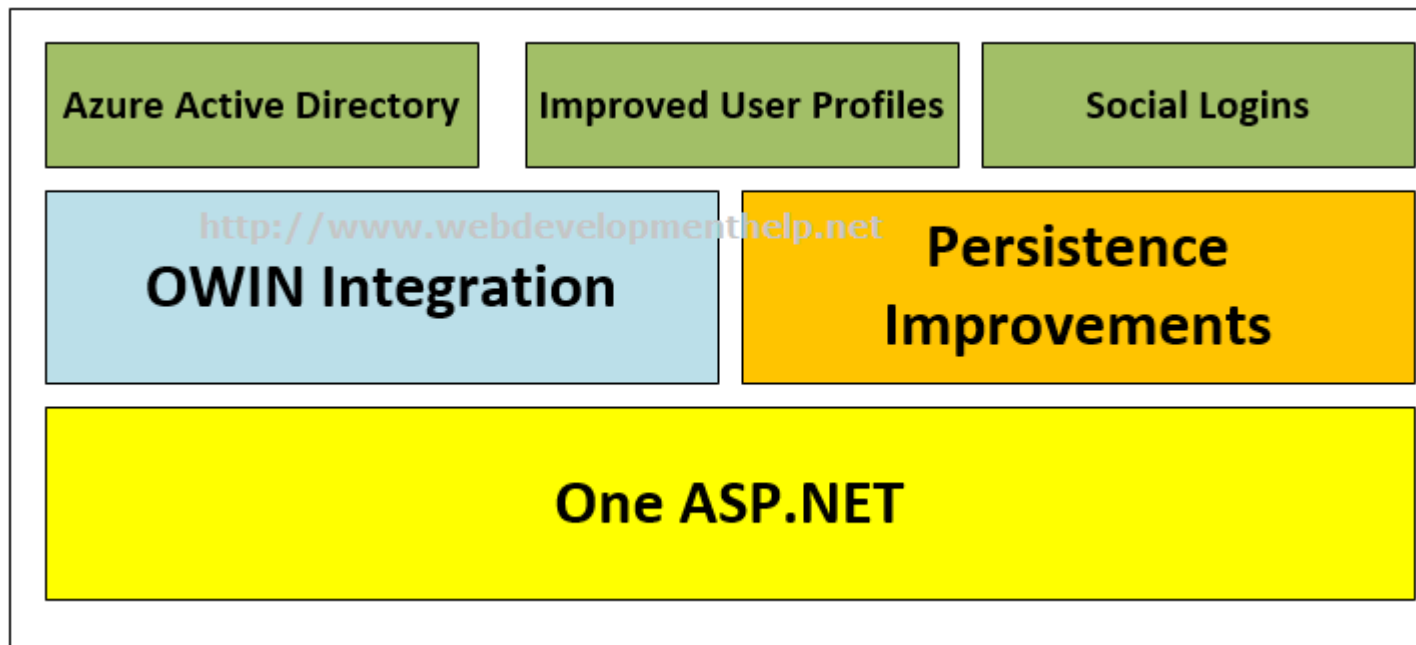 Azure Active Directory
Improved User Profiles
Social Logins
http://www.webdevelopmenthelp.net
OWIN Integration
Persistence
Improvements
One ASP.NET